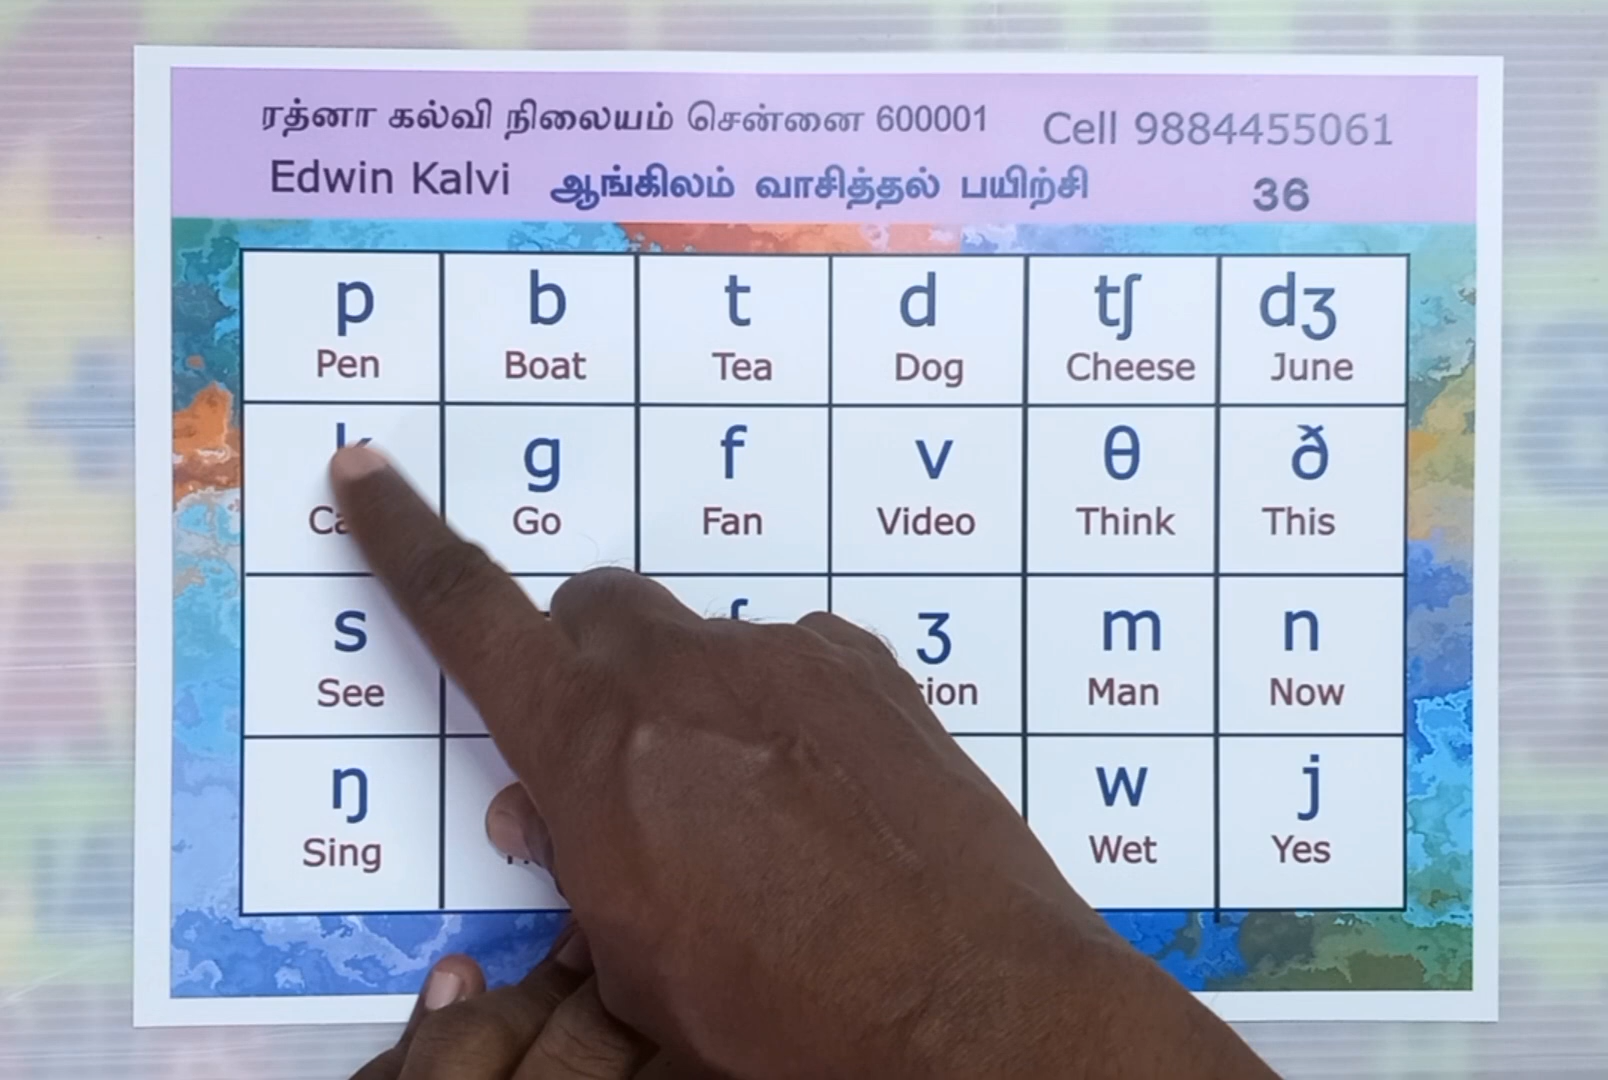 ரத்னா கல்வி நிலையம் சென்னை 600001 Cell 9884455061
Edwin Kalvi ஆங்கிலம் வாசித்தல் பயிற்சி 36
p b t d tʃ dʒ
Pen Boat Tea Dog Cheese June
k g f v θ ð
Go Fan Video Think This
s ʒ m n
See Man Now
ŋ w j
Sing Wet Yes